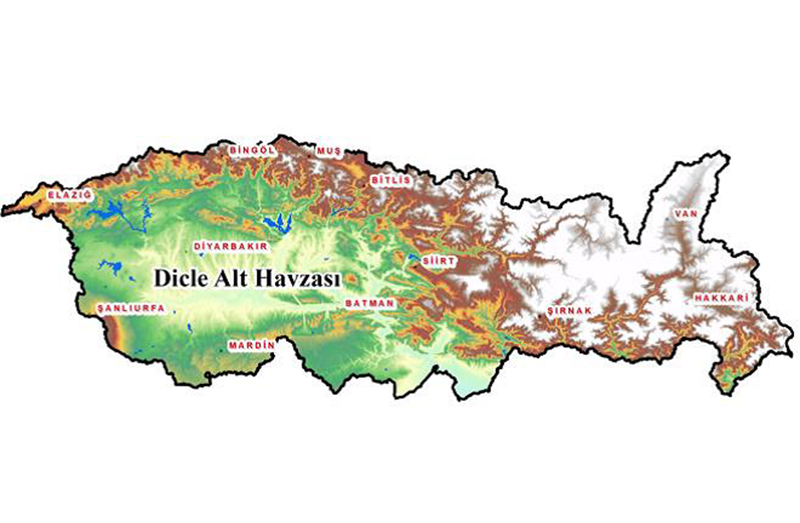 BİNGÖL
MUŞ
BİTLİS
ELAZIĞ
VAN
DİYARBAKIR
SİİRT
Dicle Alt Havzası
HAKKARİ
BATMAN
ŞANLIURFA
ŞIRNAK
MARDİN